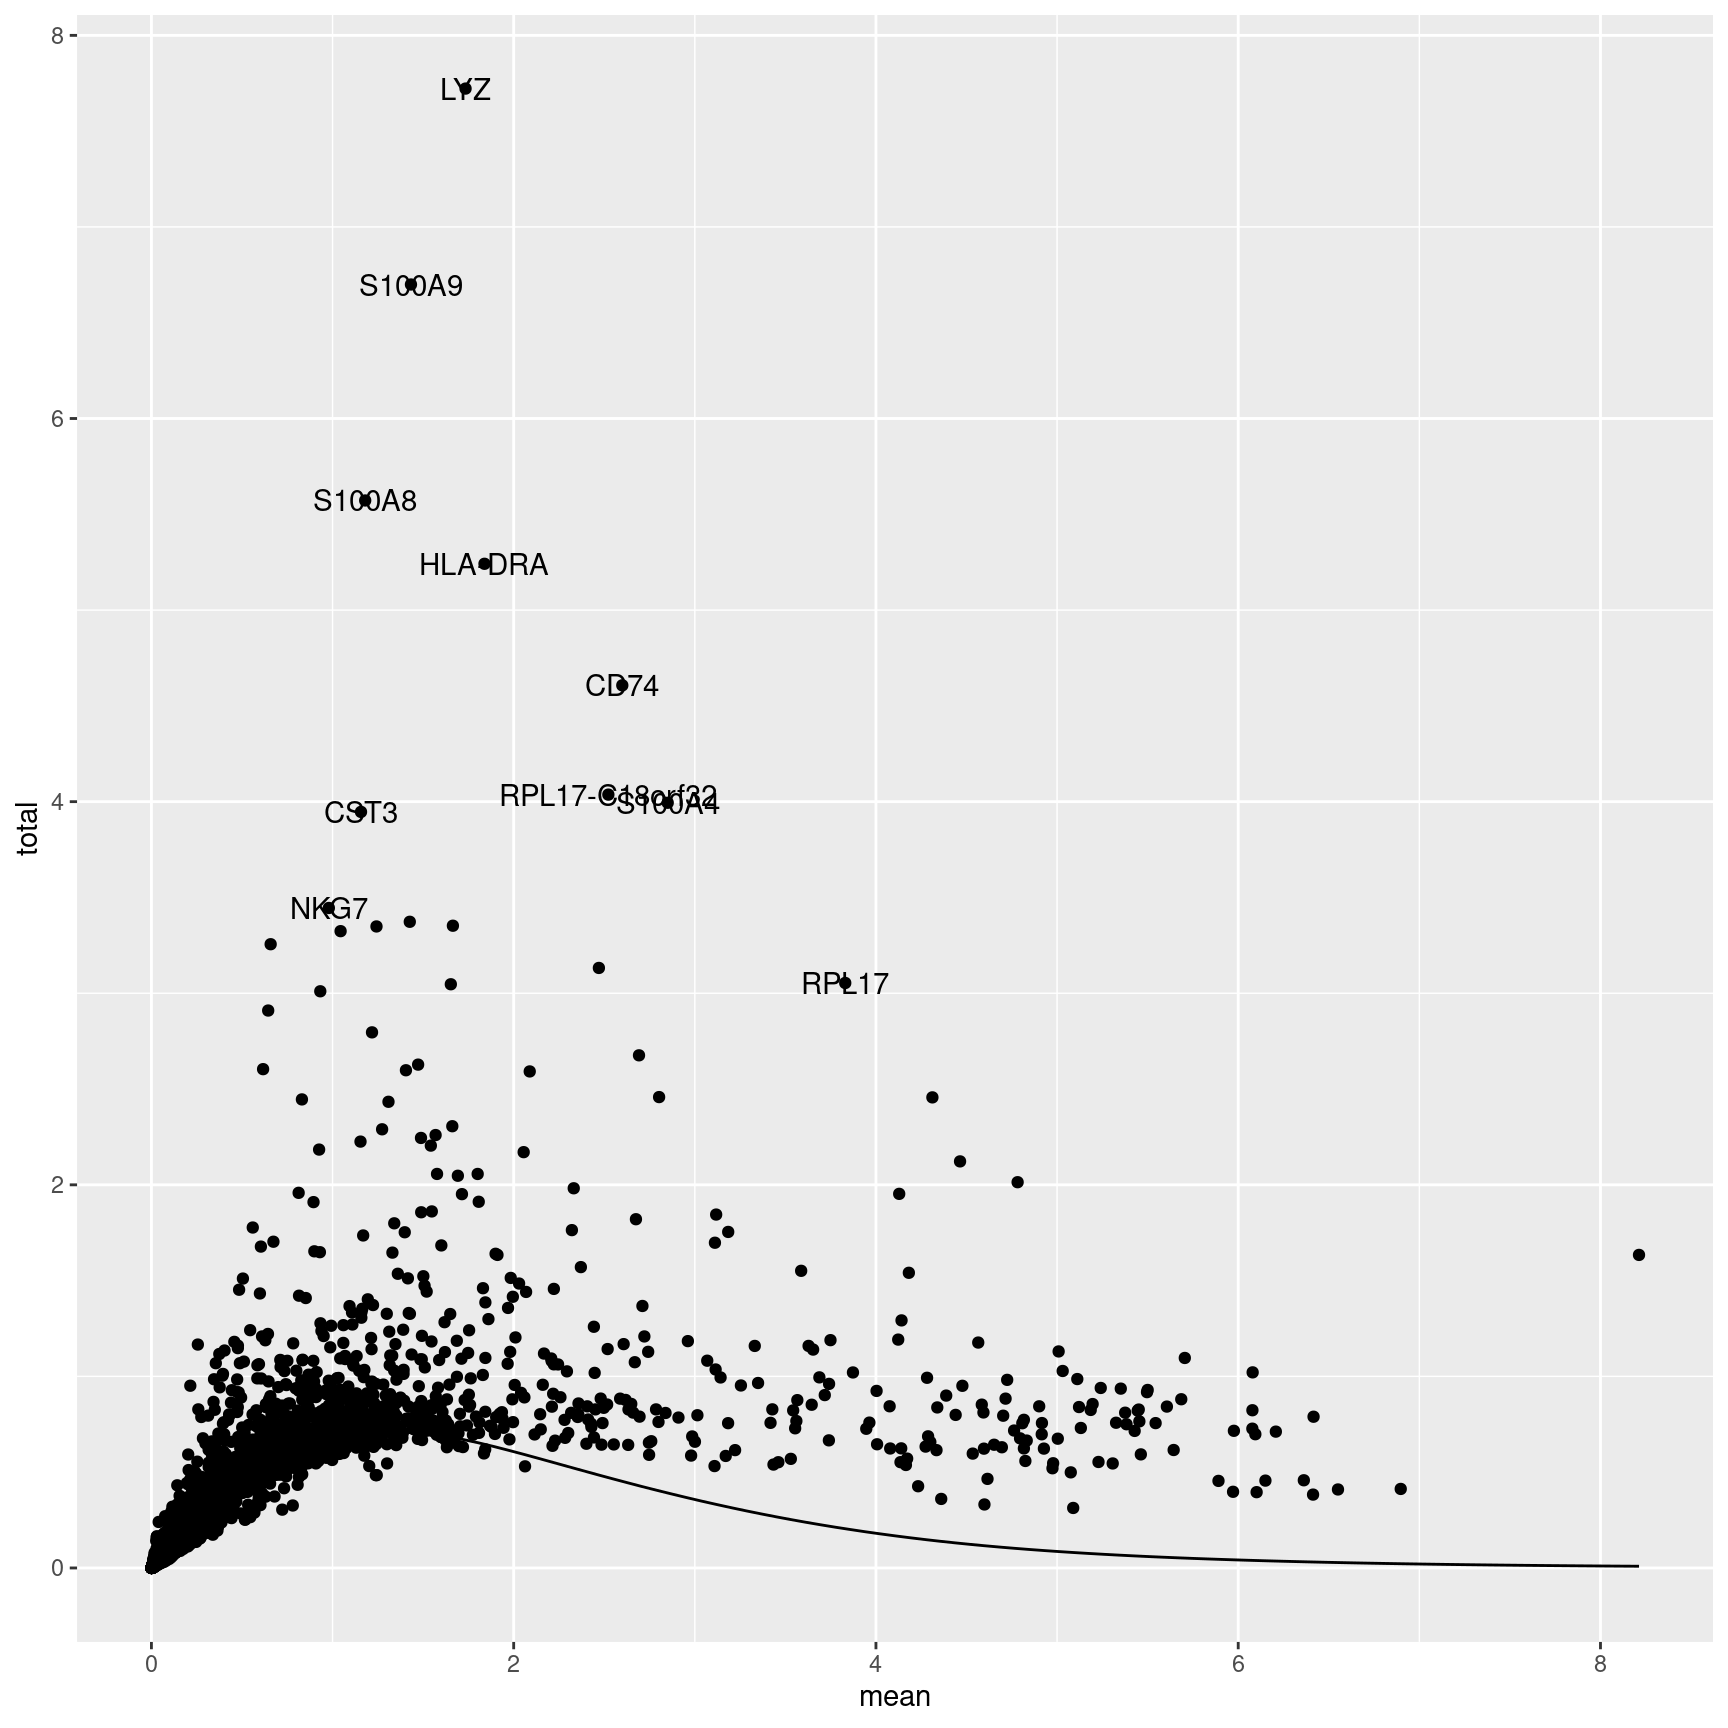 8
LYZ
S100A9
6
S100A8
HLA-DRA
CD74
RPL17-C18orf32
4
S100A4
CST3
total
NKG7
RPL17
2
0
0
2
4
6
8
mean